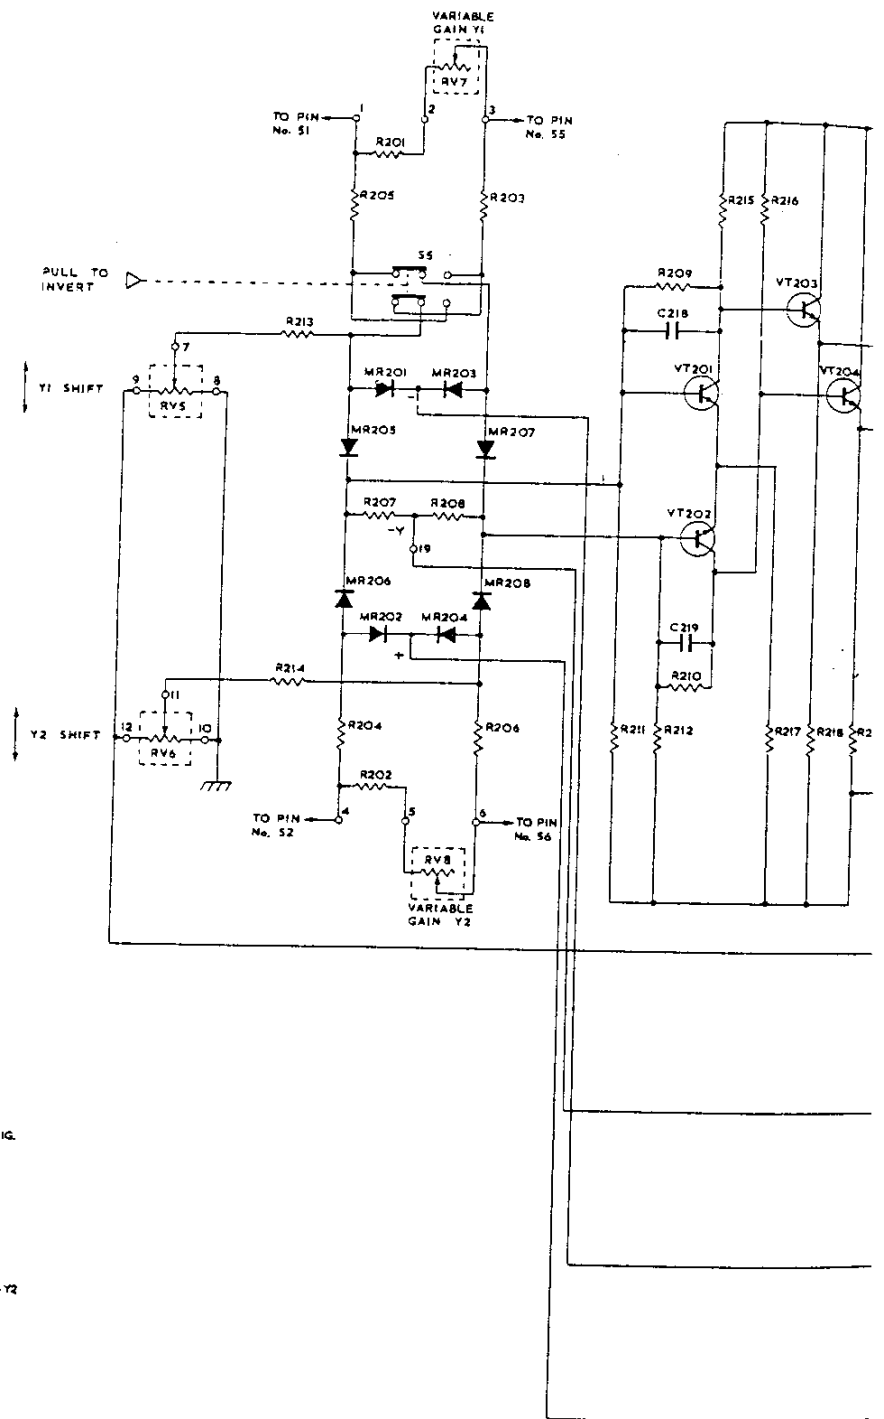 VARIABLE
GAIN Y1
RV7
1
2
3
TO PIN
No. 51
TO PIN
No. 55
R201
R205
R203
R215
R216
S5
PULL TO
INVERT
R209
VT203
C218
R213
7
MR201
MR203
VT201
VT204
9
8
Y1 SHIFT
RV5
-
MR205
MR207
R207
R208
-Y
19
VT202
MR206
MR208
MR202
MR204
+
C219
R210
R214
11
12
10
Y2 SHIFT
RV6
R204
R206
R211
R212
R217
R218
R2
R202
TO PIN
No. 52
4
5
6
TO PIN
No. 56
RV8
VARIABLE
GAIN Y2
IG.
Y2